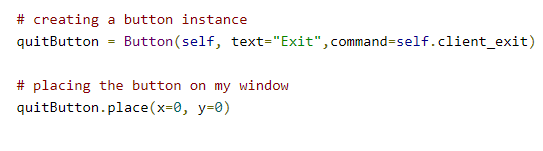 # creating a button instance
quitButton = Button(self, text="Exit",command=self.client_exit)
# placing the button on my window
quitButton.place(x=0, y=0)